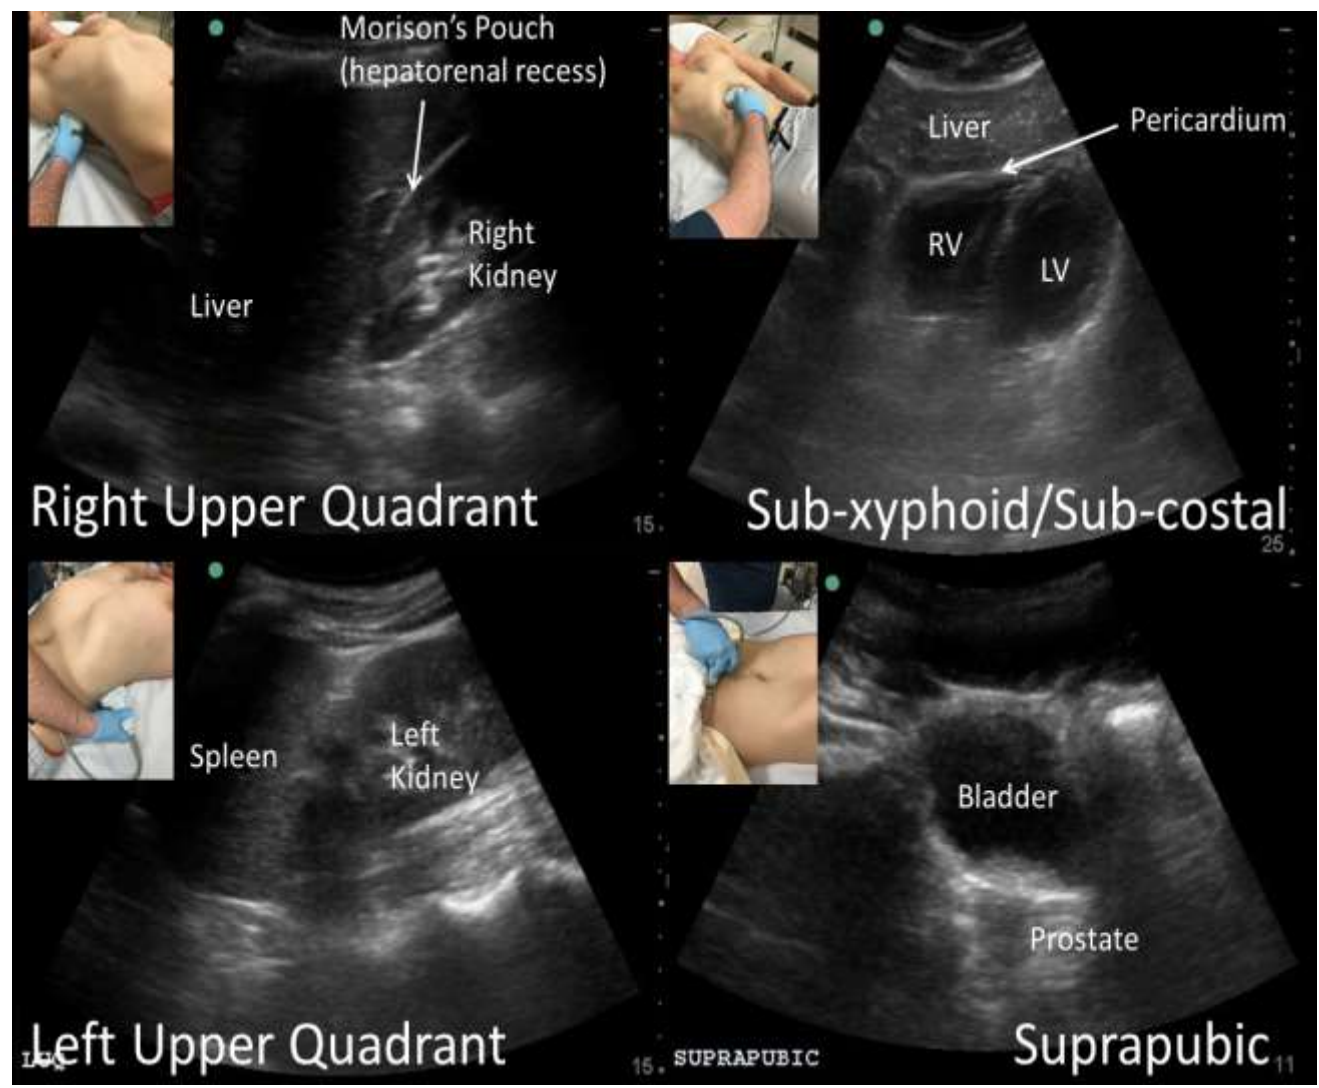 Morison's Pouch
(hepatorenal recess)
Right
Kidney
Liver
Right Upper Quadrant
15
Liver
Pericardium
RV
LV
Sub-xyphoid/Sub-costal
25
Spleen
Left
Kidney
Left Upper Quadrant
LUQ
15
Bladder
Prostate
SUPRAPUBIC
Suprapubic
11